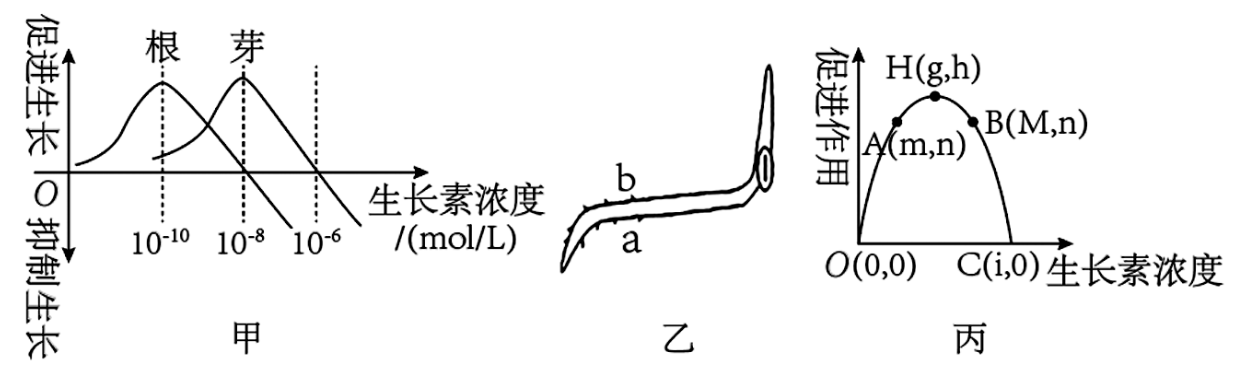 促进生长
O
抑制生长
根 芽
10⁻¹⁰ 10⁻⁸ 10⁻⁶
生长素浓度
/(mol/L)
甲
b
a
乙
促进作用
H(g,h)
A(m,n)
B(M,n)
O(0,0)
C(i,0)
生长素浓度
丙